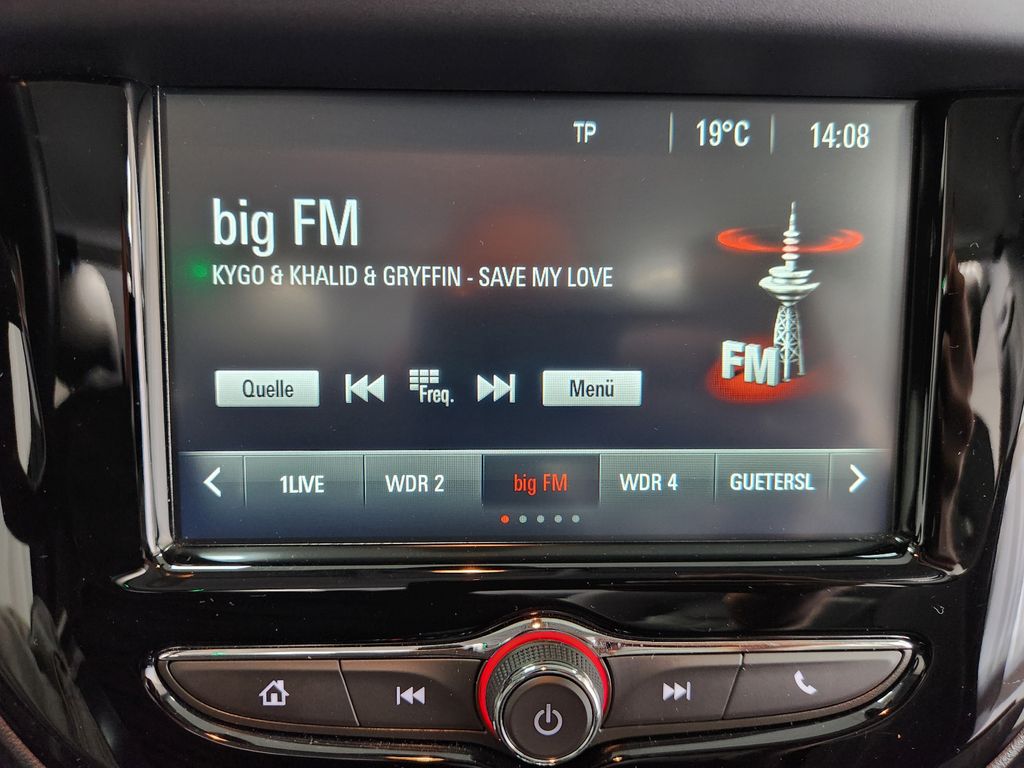 TP 19°C 14:08
big FM
KYGO & KHALID & GRYFFIN - SAVE MY LOVE
FM
Quelle Freq. Menü
1LIVE WDR 2 big FM WDR 4 GUETERSL